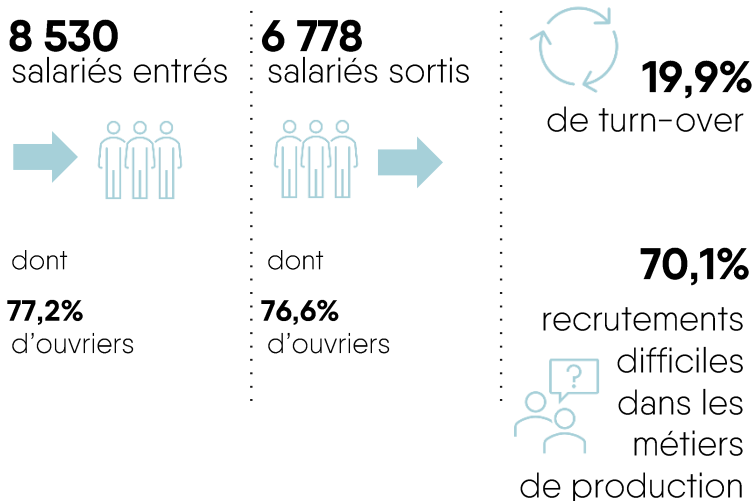 8 530
salariés entrés
dont
77,2%
d'ouvriers
6 778
salariés sortis
dont
76,6%
d'ouvriers
19,9%
de turn-over
70,1%
recrutements
difficiles
dans les
métiers
de production
?